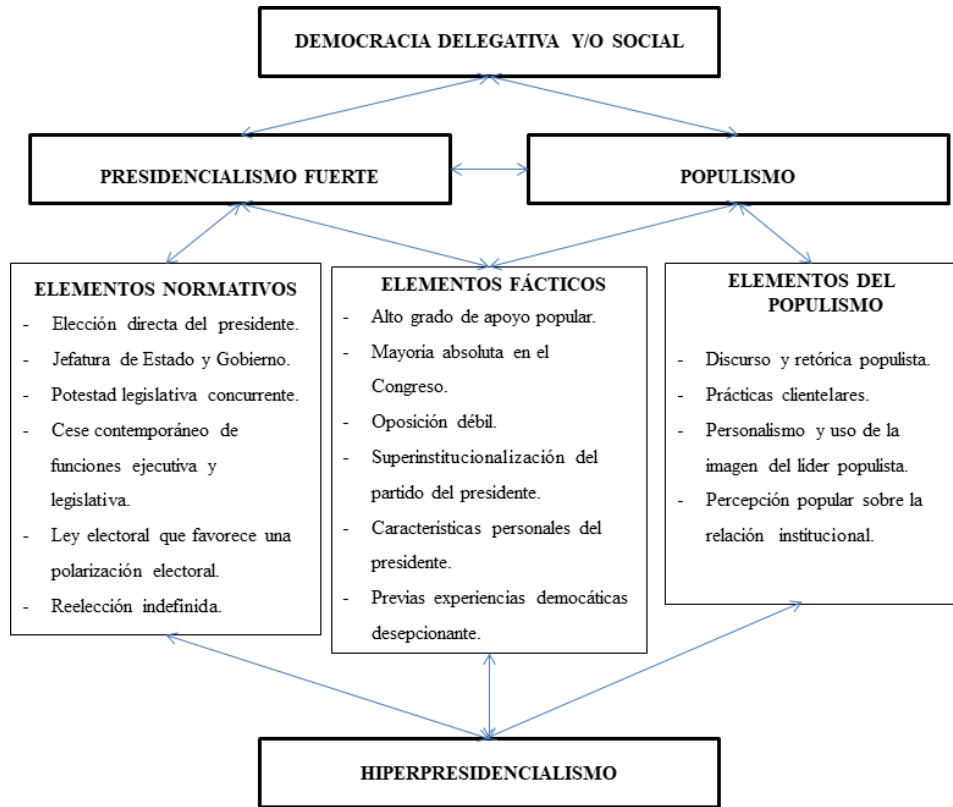 DEMOCRACIA DELEGATIVA Y/O SOCIAL
PRESIDENCIALISMO FUERTE
POPULISMO
ELEMENTOS NORMATIVOS
- Elección directa del presidente.
- Jefatura de Estado y Gobierno.
- Potestad legislativa concurrente.
- Cese contemporáneo de
funciones ejecutiva y
legislativa.
- Ley electoral que favorece una
polarización electoral.
- Reelección indefinida.
ELEMENTOS FÁCTICOS
- Alto grado de apoyo popular.
- Mayoría absoluta en el
Congreso.
- Oposición débil.
- Superinstitucionalización del
partido del presidente.
- Características personales del
presidente.
- Previas experiencias democáticas
desepcionante.
ELEMENTOS DEL
POPULISMO
- Discurso y retórica populista.
- Prácticas clientelares.
- Personalismo y uso de la
imagen del líder populista.
- Percepción popular sobre la
relación institucional.
HIPERPRESIDENCIALISMO